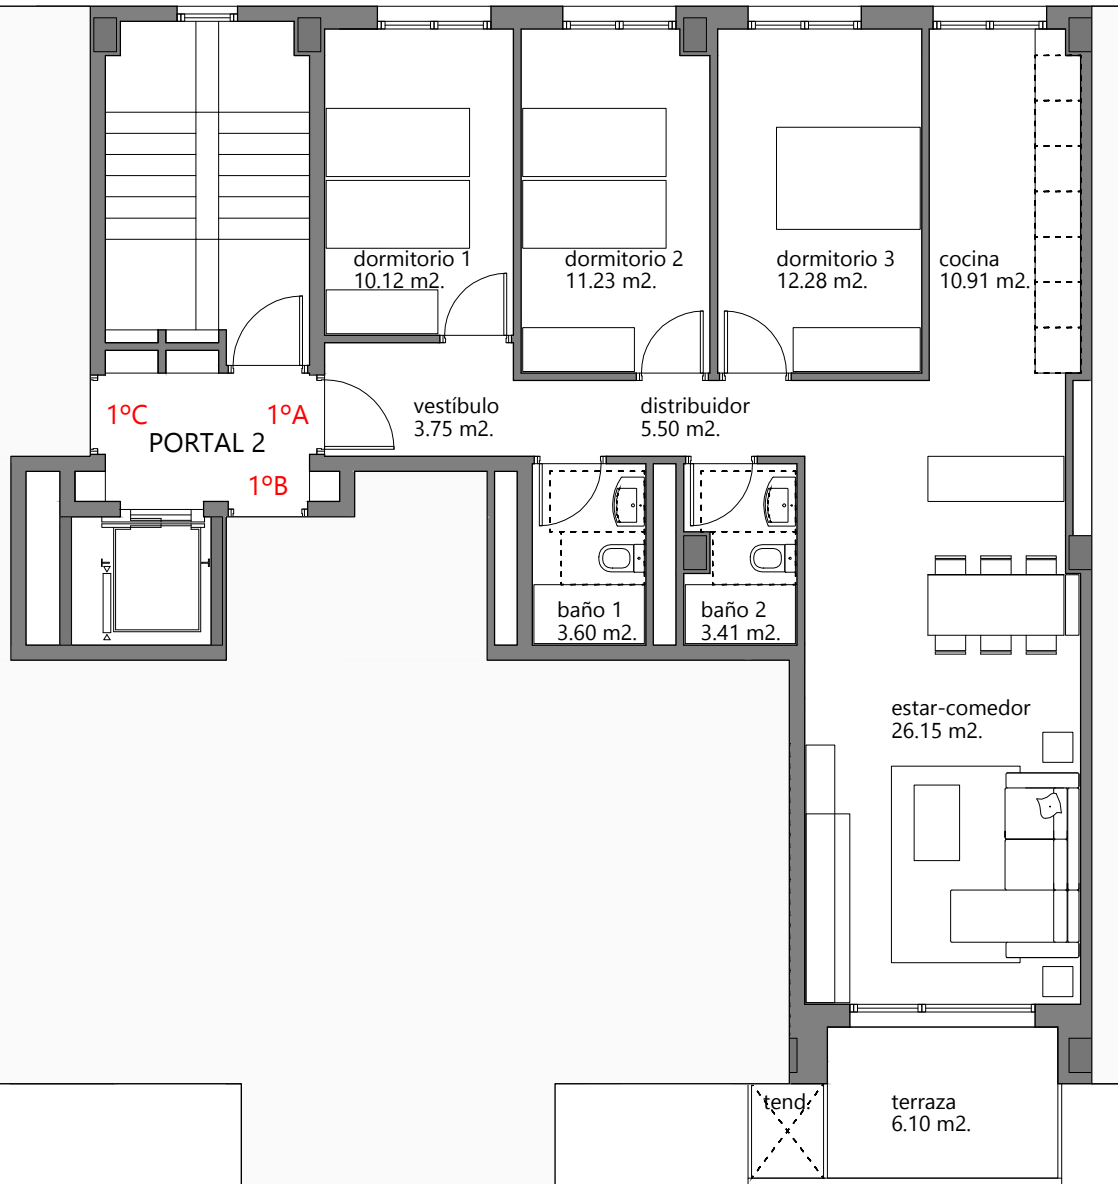 dormitorio 1
10.12 m2.
dormitorio 2
11.23 m2.
dormitorio 3
12.28 m2.
cocina
10.91 m2.
1ºC
1ºA
PORTAL 2
1ºB
vestíbulo
3.75 m2.
distribuidor
5.50 m2.
baño 1
3.60 m2.
baño 2
3.41 m2.
estar-comedor
26.15 m2.
tend.
terraza
6.10 m2.